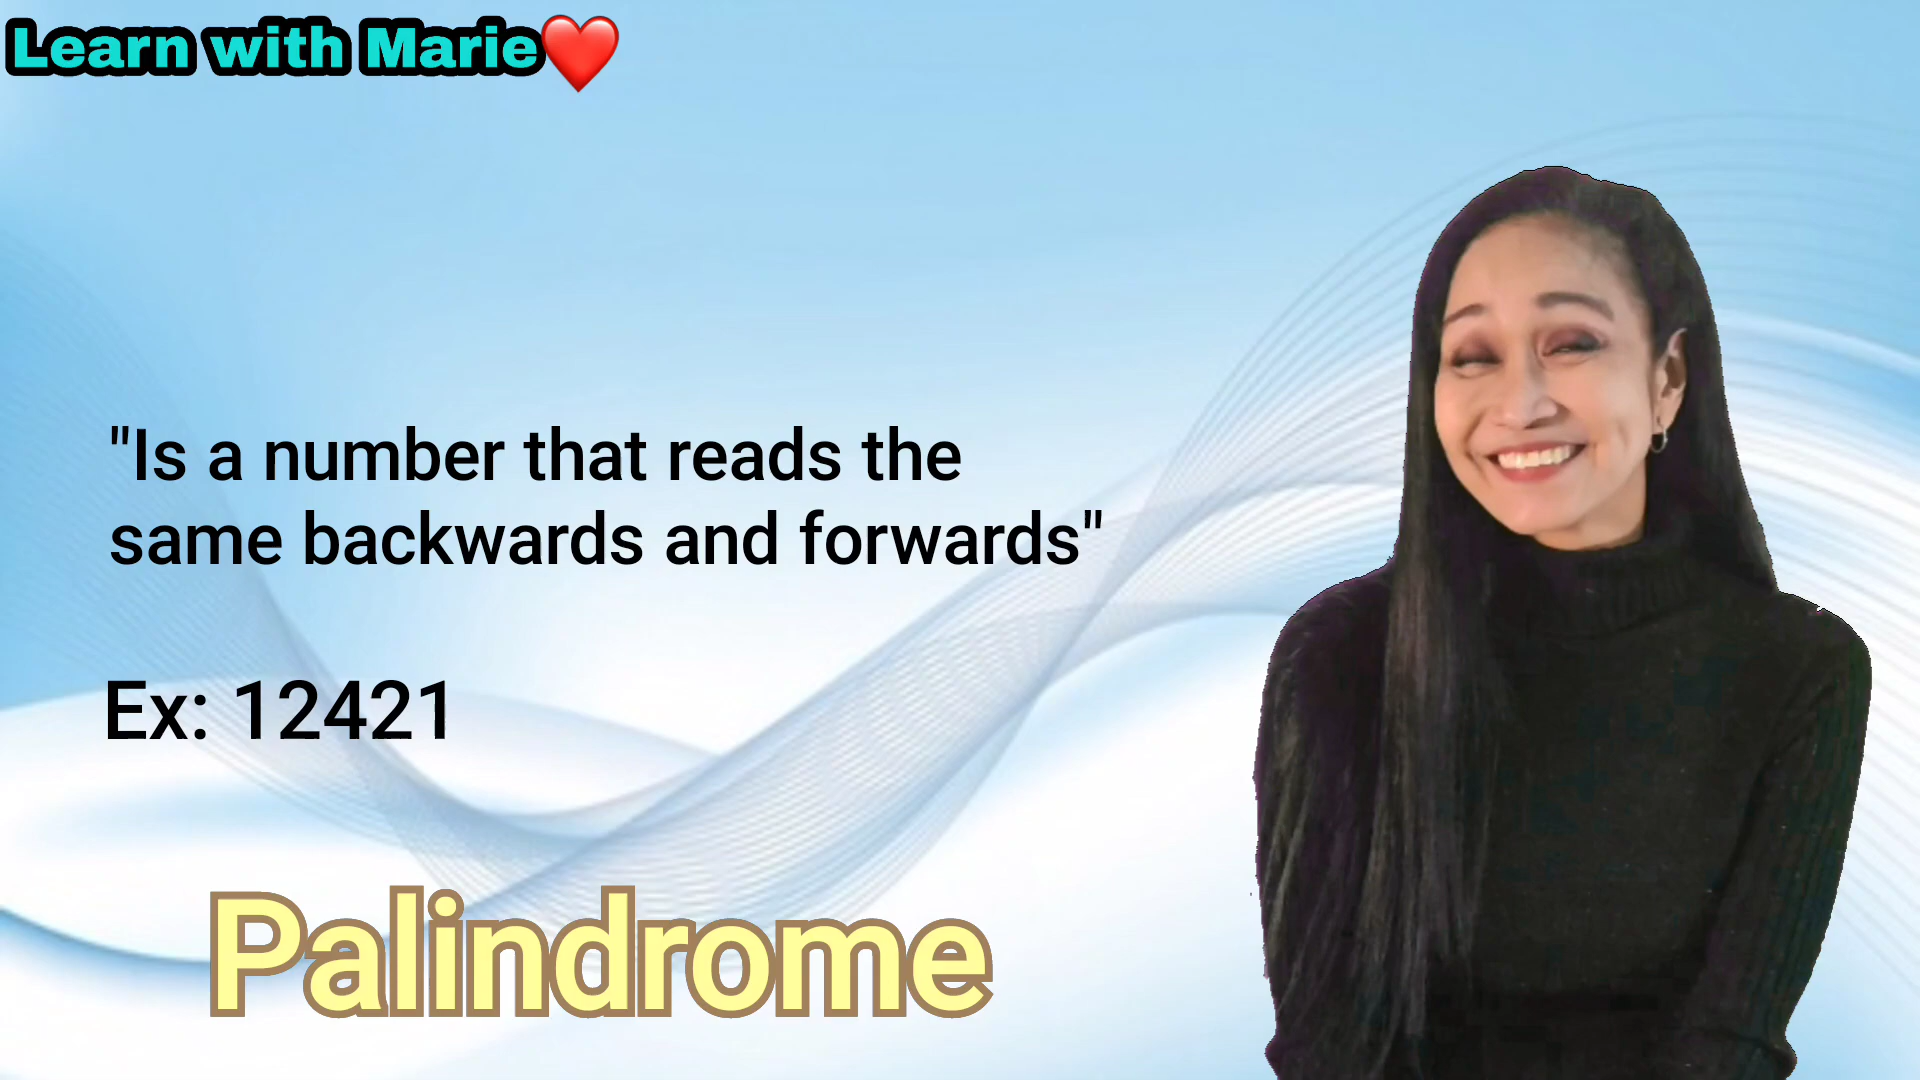 Learn with Marie❤️
"Is a number that reads the
same backwards and forwards"
Ex: 12421
Palindrome